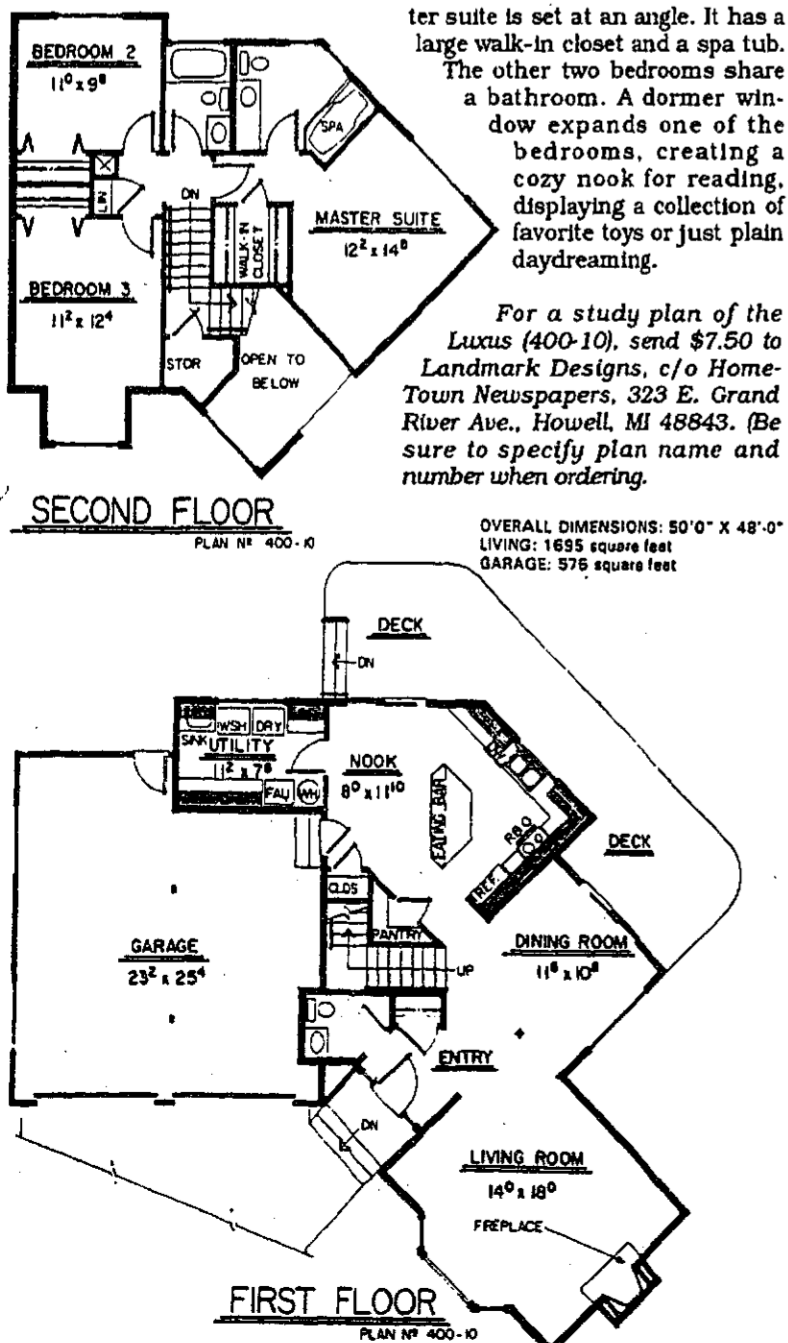 ter suite is set at an angle. It has a
large walk-in closet and a spa tub.
The other two bedrooms share
a bathroom. A dormer win-
dow expands one of the
bedrooms, creating a
cozy nook for reading,
displaying a collection of
favorite toys or just plain
daydreaming.
For a study plan of the
Luxus (400-10), send $7.50 to
Landmark Designs, c/o Home-
Town Newspapers, 323 E. Grand
River Ave., Howell, MI 48843. (Be
sure to specify plan name and
number when ordering.
BEDROOM 2
11⁰ x 9⁸
SPA
LIN
DN
WALK-IN
CLOSET
MASTER SUITE
12² x 14⁸
BEDROOM 3
11² x 12⁴
STOR
OPEN TO
BELOW
SECOND FLOOR
PLAN Nº 400-10
OVERALL DIMENSIONS: 50'0" X 48'-0"
LIVING: 1695 square feet
GARAGE: 576 square feet
DECK
DN
WSH
DRY
SINK
UTILITY
11² x 7⁶
FAU
WH
NOOK
8⁰ x 11¹⁰
EATING BAR
DW
R&O
REF.
DECK
CLOS
PANTRY
UP
GARAGE
23² x 25⁴
DINING ROOM
11⁶ x 10⁸
ENTRY
DN
LIVING ROOM
14⁰ x 18⁰
FIREPLACE
FIRST FLOOR
PLAN Nº 400-10